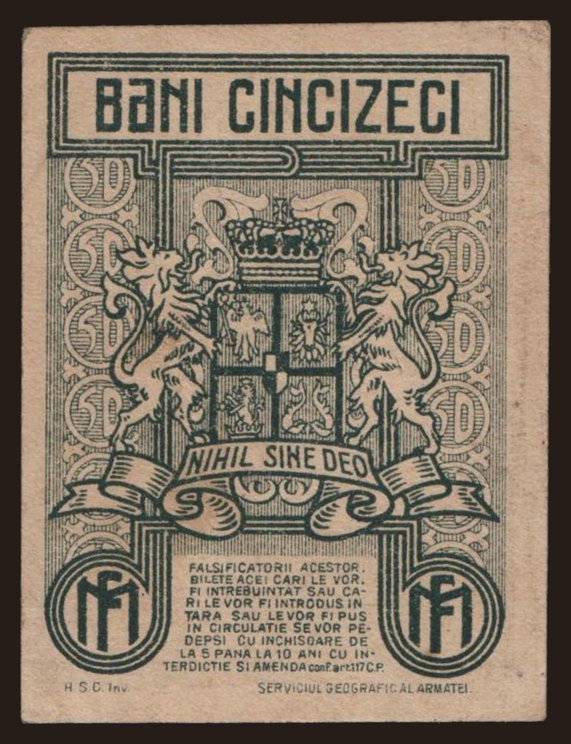 BANI CINCIZECI
50 50
50 50
50 50
50 50
50 50
NIHIL SINE DEO
FALSIFICATORII ACESTOR.
BILETE ACEI CARI LE VOR.
FI INTREBUINTAT SAU CA-
RI LE VOR FI INTRODUS IN
TARA SAU LE VOR FI PUS
IN CIRCULATIE SE VOR PE-
DEPSI CU INCHISOARE DE
LA 5 PANA LA 10 ANI CU IN-
TERDICTIE SI AMENDA conf. art. 117 C.P.
MF MF
H.S.G. Inv. SERVICIUL GEOGRAFIC AL ARMATEI.